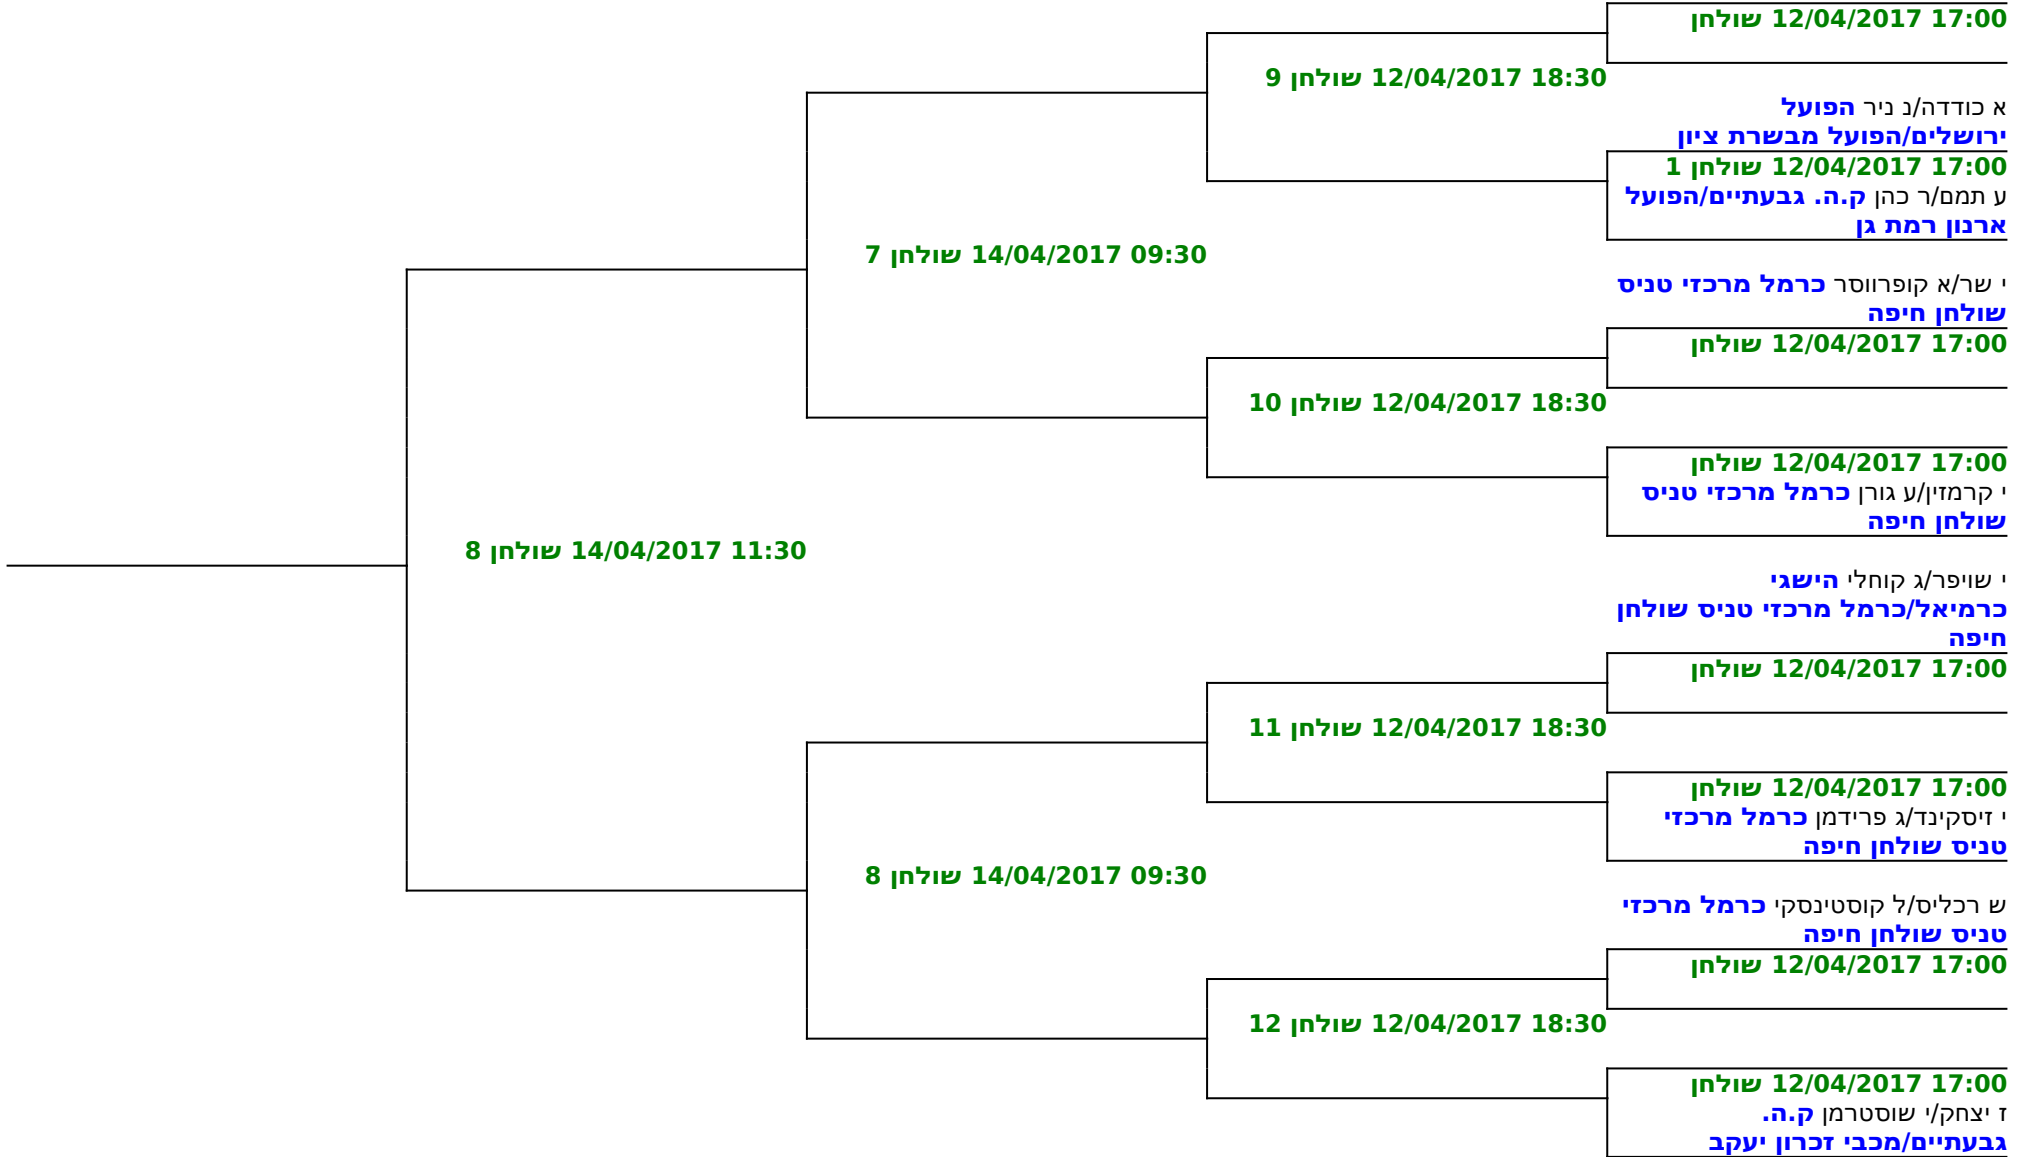 12/04/2017 17:00 שולחן
12/04/2017 18:30 שולחן 9
א כודדה/נ ניר הפועל
ירושלים/הפועל מבשרת ציון
12/04/2017 17:00 שולחן 1
ע תמם/ר כהן ק.ה. גבעתיים/הפועל
ארנון רמת גן
14/04/2017 09:30 שולחן 7
י שר/א קופרווסר כרמל מרכזי טניס
שולחן חיפה
12/04/2017 17:00 שולחן
12/04/2017 18:30 שולחן 10
12/04/2017 17:00 שולחן
י קרמזין/ע גורן כרמל מרכזי טניס
שולחן חיפה
14/04/2017 11:30 שולחן 8
י שויפר/ג קוחלי הישגי
כרמיאל/כרמל מרכזי טניס שולחן
חיפה
12/04/2017 17:00 שולחן
12/04/2017 18:30 שולחן 11
12/04/2017 17:00 שולחן
י זיסקינד/ג פרידמן כרמל מרכזי
טניס שולחן חיפה
14/04/2017 09:30 שולחן 8
ש רכליס/ל קוסטינסקי כרמל מרכזי
טניס שולחן חיפה
12/04/2017 17:00 שולחן
12/04/2017 18:30 שולחן 12
12/04/2017 17:00 שולחן
ז יצחק/י שוסטרמן ק.ה.
גבעתיים/מכבי זכרון יעקב